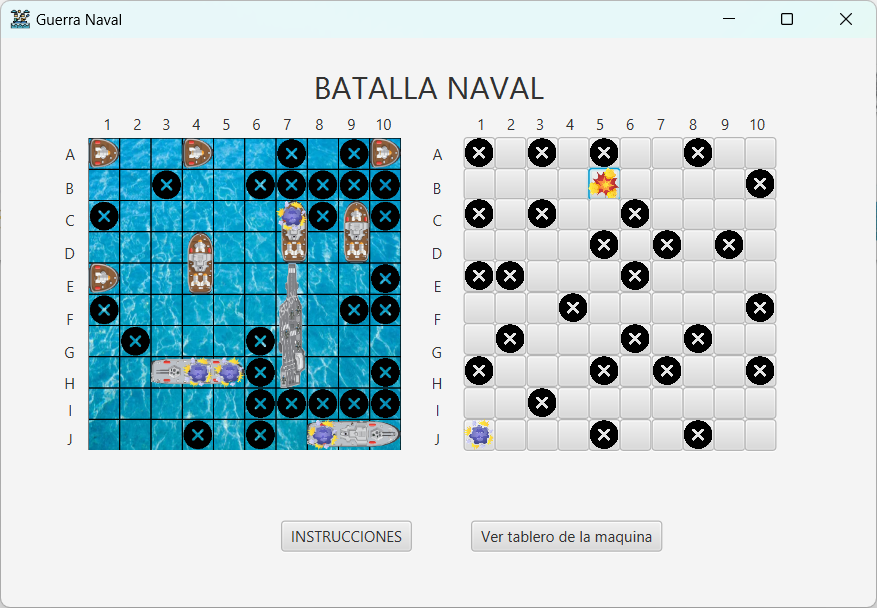 Guerra Naval
BATALLA NAVAL
1 2 3 4 5 6 7 8 9 10 1 2 3 4 5 6 7 8 9 10
A A
B B
C C
D D
E E
F F
G G
H H
I I
J J
INSTRUCCIONES Ver tablero de la maquina